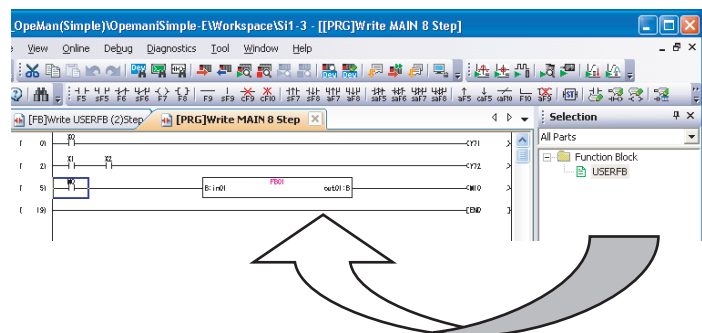 _OpeMan(Simple)\OpemaniSimple-E\Workspace\Si1-3 - [[PRG]Write MAIN 8 Step]
View Online Debug Diagnostics Tool Window Help
F5 sF5 F6 sF6 F7 F8 F9 sF9 cF9 cF10 sF7 sF8 aF7 aF8 saF5 saF6 saF7 saF8 aF5 caF5 caF10 F10 aF9
[FB]Write USERFB (2)Step [PRG]Write MAIN 8 Step
Selection
All Parts
Function Block
USERFB
( 0) X0 (Y71 )
( 2) X1 X2 (Y72 )
( 5) M0 B:in01 FB01 out01:B (M10 )
( 19) [END ]